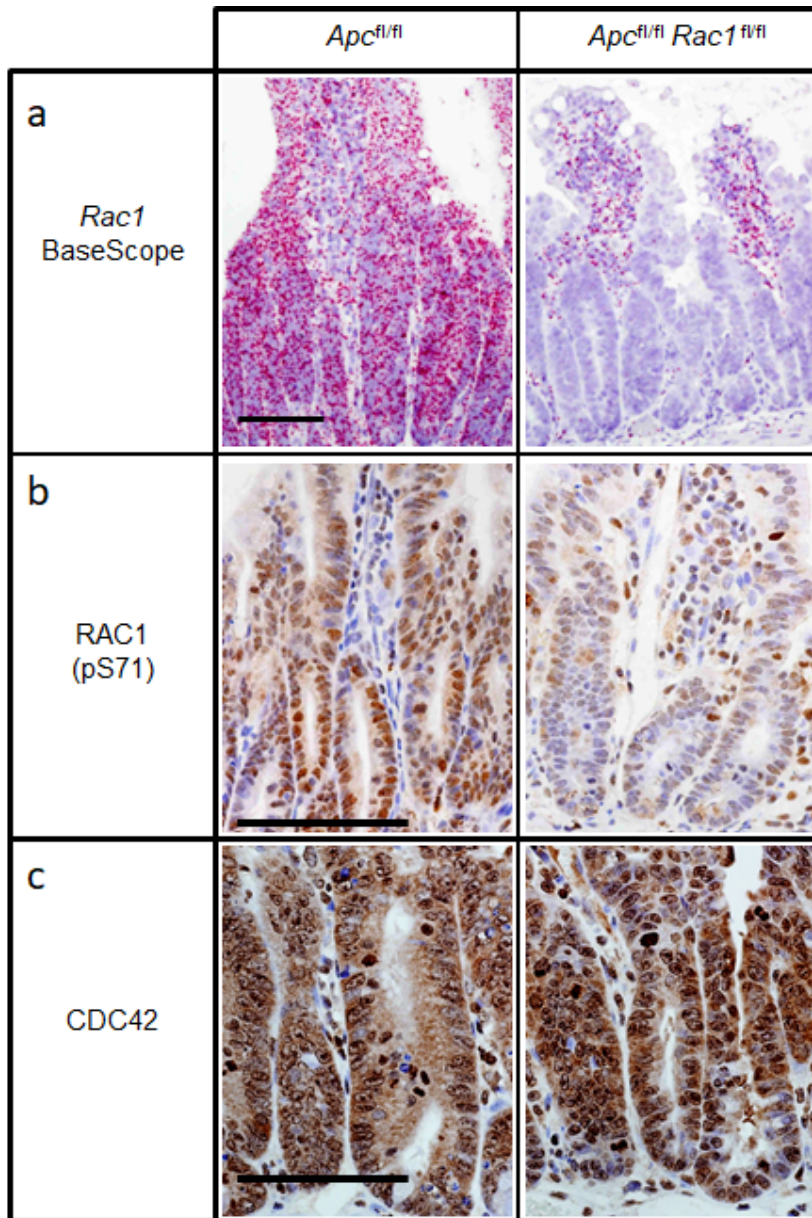 Apcfl/fl
Apcfl/fl Rac1fl/fl
a
Rac1
BaseScope
b
RAC1
(pS71)
c
CDC42